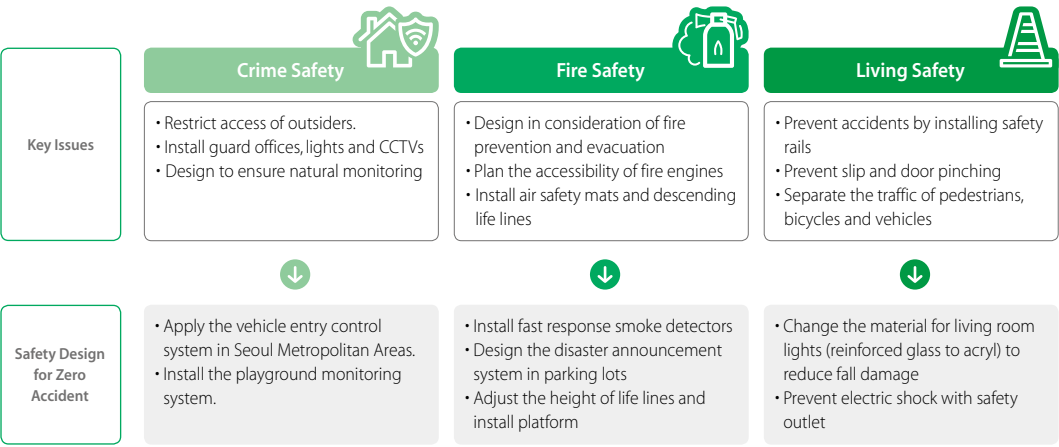 Crime Safety
Fire Safety
Living Safety
Key Issues
• Restrict access of outsiders.
• Install guard offices, lights and CCTVs
• Design to ensure natural monitoring
• Design in consideration of fire
prevention and evacuation
• Plan the accessibility of fire engines
• Install air safety mats and descending
life lines
• Prevent accidents by installing safety
rails
• Prevent slip and door pinching
• Separate the traffic of pedestrians,
bicycles and vehicles
Safety Design
for Zero
Accident
• Apply the vehicle entry control
system in Seoul Metropolitan Areas.
• Install the playground monitoring
system.
• Install fast response smoke detectors
• Design the disaster announcement
system in parking lots
• Adjust the height of life lines and
install platform
• Change the material for living room
lights (reinforced glass to acryl) to
reduce fall damage
• Prevent electric shock with safety
outlet